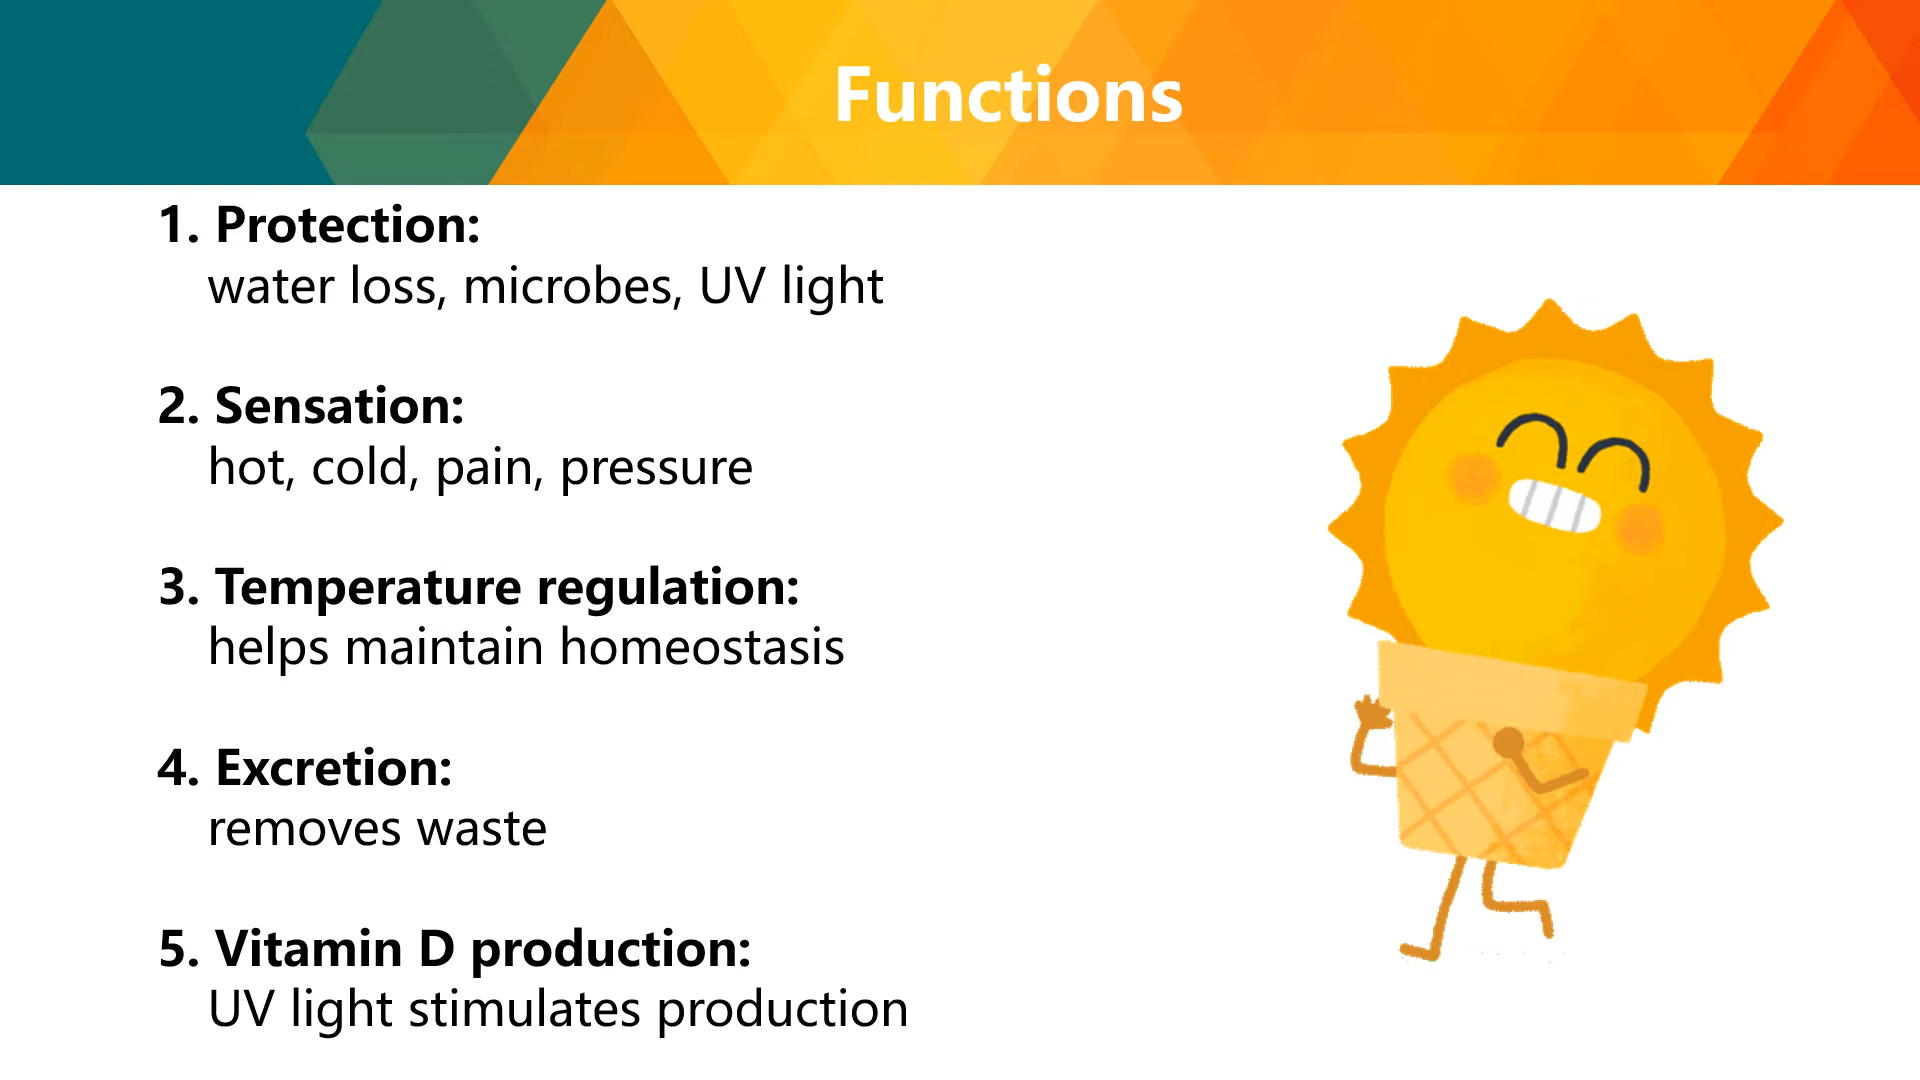 Functions
1. Protection:
water loss, microbes, UV light
2. Sensation:
hot, cold, pain, pressure
3. Temperature regulation:
helps maintain homeostasis
4. Excretion:
removes waste
5. Vitamin D production:
UV light stimulates production